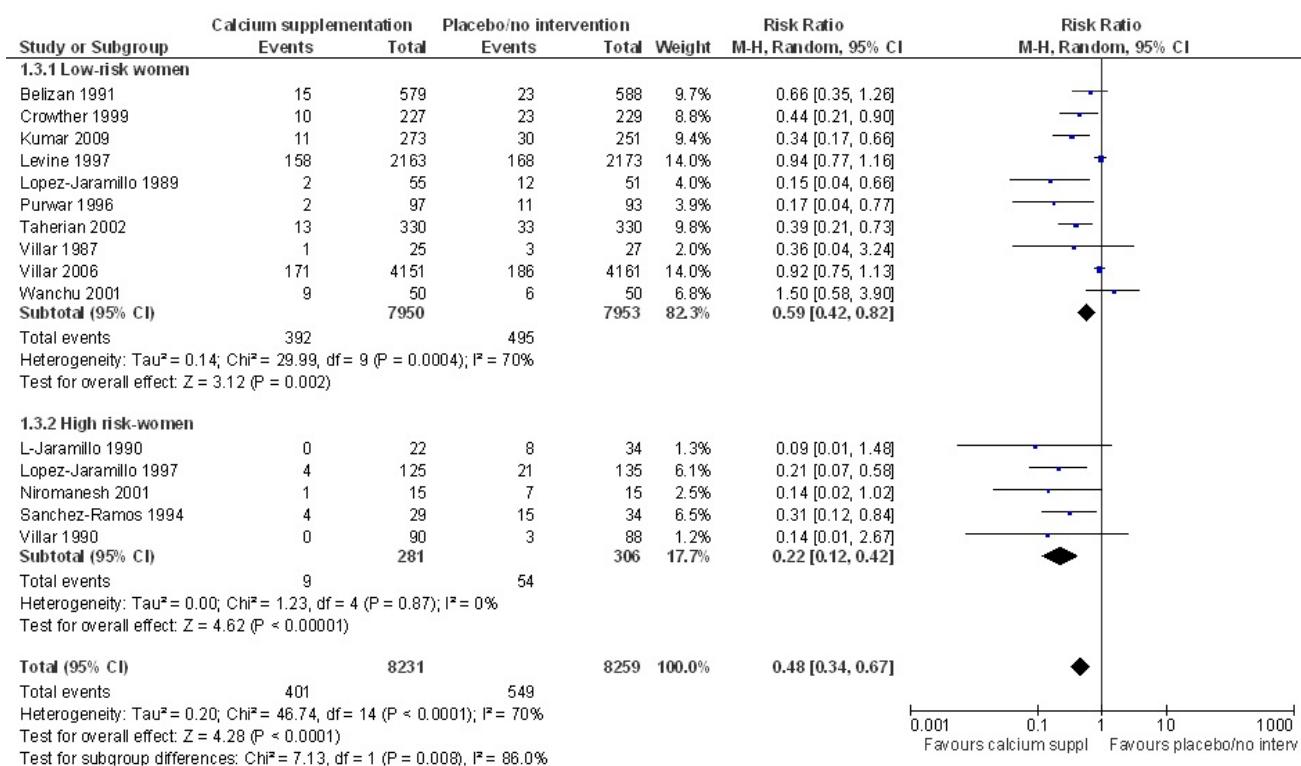 Calcium supplementation Placebo/no intervention Risk Ratio Risk Ratio
Study or Subgroup Events Total Events Total Weight M-H, Random, 95% CI M-H, Random, 95% CI
1.3.1 Low-risk women
Belizan 1991 15 579 23 588 9.7% 0.66 [0.35, 1.26]
Crowther 1999 10 227 23 229 8.8% 0.44 [0.21, 0.90]
Kumar 2009 11 273 30 251 9.4% 0.34 [0.17, 0.66]
Levine 1997 158 2163 168 2173 14.0% 0.94 [0.77, 1.16]
Lopez-Jaramillo 1989 2 55 12 51 4.0% 0.15 [0.04, 0.66]
Purwar 1996 2 97 11 93 3.9% 0.17 [0.04, 0.77]
Taherian 2002 13 330 33 330 9.8% 0.39 [0.21, 0.73]
Villar 1987 1 25 3 27 2.0% 0.36 [0.04, 3.24]
Villar 2006 171 4151 186 4161 14.0% 0.92 [0.75, 1.13]
Wanchu 2001 9 50 6 50 6.8% 1.50 [0.58, 3.90]
Subtotal (95% CI) 7950 7953 82.3% 0.59 [0.42, 0.82]
Total events 392 495
Heterogeneity: Tau² = 0.14; Chi² = 29.99, df = 9 (P = 0.0004); I² = 70%
Test for overall effect: Z = 3.12 (P = 0.002)
1.3.2 High risk-women
L-Jaramillo 1990 0 22 8 34 1.3% 0.09 [0.01, 1.48]
Lopez-Jaramillo 1997 4 125 21 135 6.1% 0.21 [0.07, 0.58]
Niromanesh 2001 1 15 7 15 2.5% 0.14 [0.02, 1.02]
Sanchez-Ramos 1994 4 29 15 34 6.5% 0.31 [0.12, 0.84]
Villar 1990 0 90 3 88 1.2% 0.14 [0.01, 2.67]
Subtotal (95% CI) 281 306 17.7% 0.22 [0.12, 0.42]
Total events 9 54
Heterogeneity: Tau² = 0.00; Chi² = 1.23, df = 4 (P = 0.87); I² = 0%
Test for overall effect: Z = 4.62 (P < 0.00001)
Total (95% CI) 8231 8259 100.0% 0.48 [0.34, 0.67]
Total events 401 549
Heterogeneity: Tau² = 0.20; Chi² = 46.74, df = 14 (P < 0.0001); I² = 70%
Test for overall effect: Z = 4.28 (P < 0.0001)
Test for subgroup differences: Chi² = 7.13, df = 1 (P = 0.008), I² = 86.0%
0.001 0.1 1 10 1000
Favours calcium suppl Favours placebo/no interv